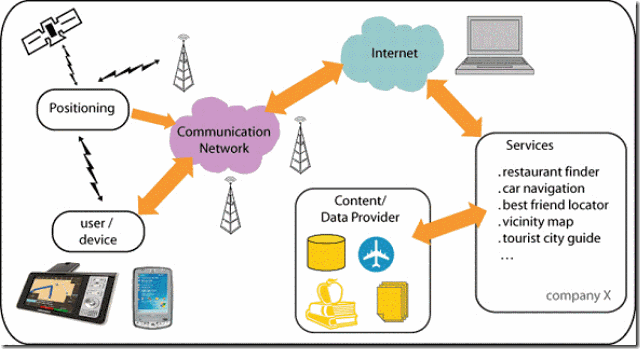 Positioning
Communication
Network
user /
device
Internet
Content/
Data Provider
Services
.restaurant finder
.car navigation
.best friend locator
.vicinity map
.tourist city guide
...
company X